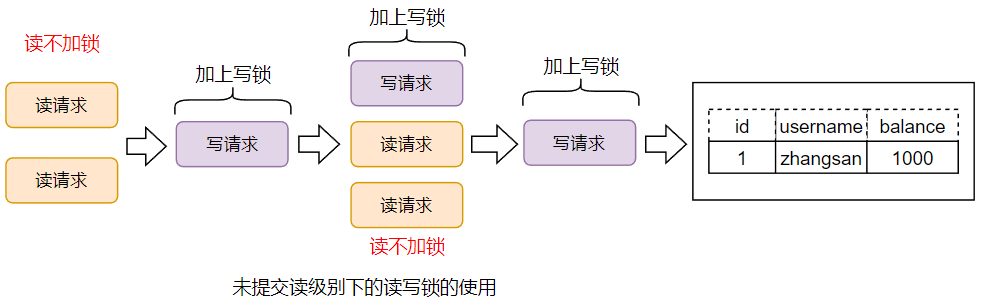 读不加锁
读请求
读请求
加上写锁
写请求
加上写锁
写请求
读请求
读请求
读不加锁
加上写锁
写请求
id username balance
1 zhangsan 1000
未提交读级别下的读写锁的使用